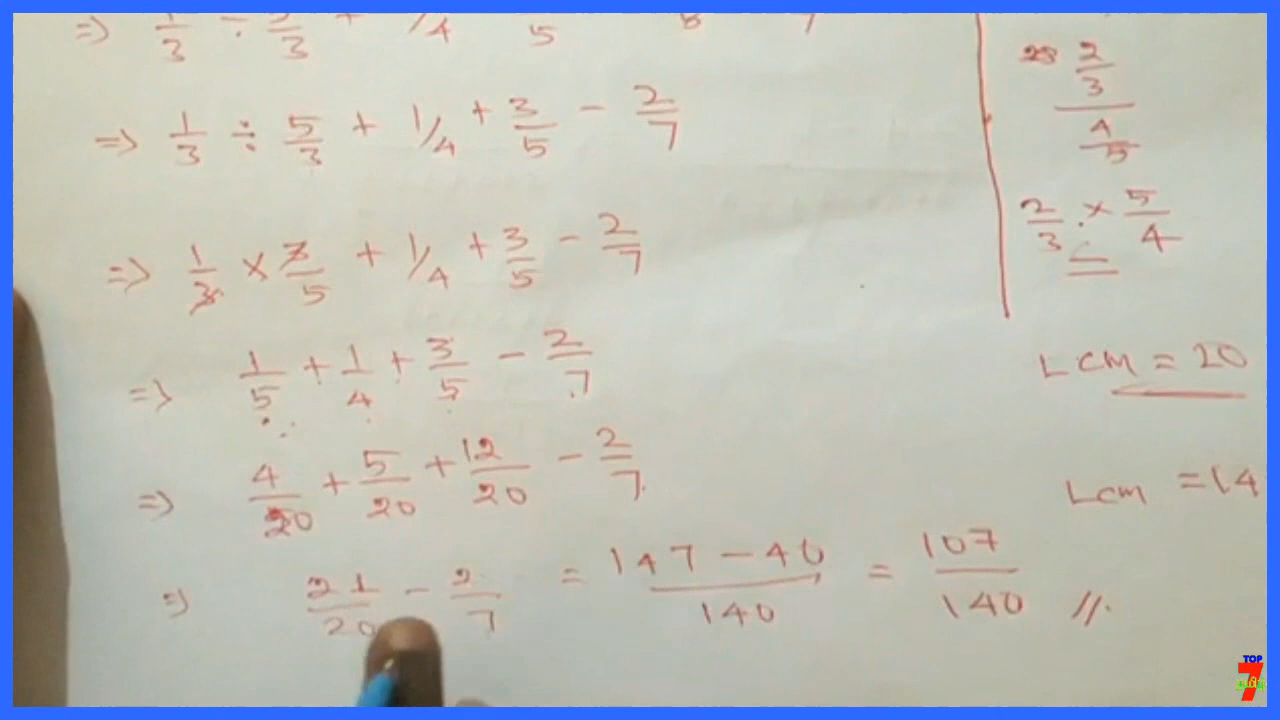 => 1/3 ÷ 5/3 + 1/4 + 3/5 - 2/7
=> 1/3 × 3/5 + 1/4 + 3/5 - 2/7
=> 1/5 + 1/4 + 3/5 - 2/7
=> 4/20 + 5/20 + 12/20 - 2/7
=> 21/20 - 2/7 = 147 - 40/140 = 107/140 //.
2/3
4/5
2/3 × 5/4
LCM = 20
LCM = 14
TOP
7